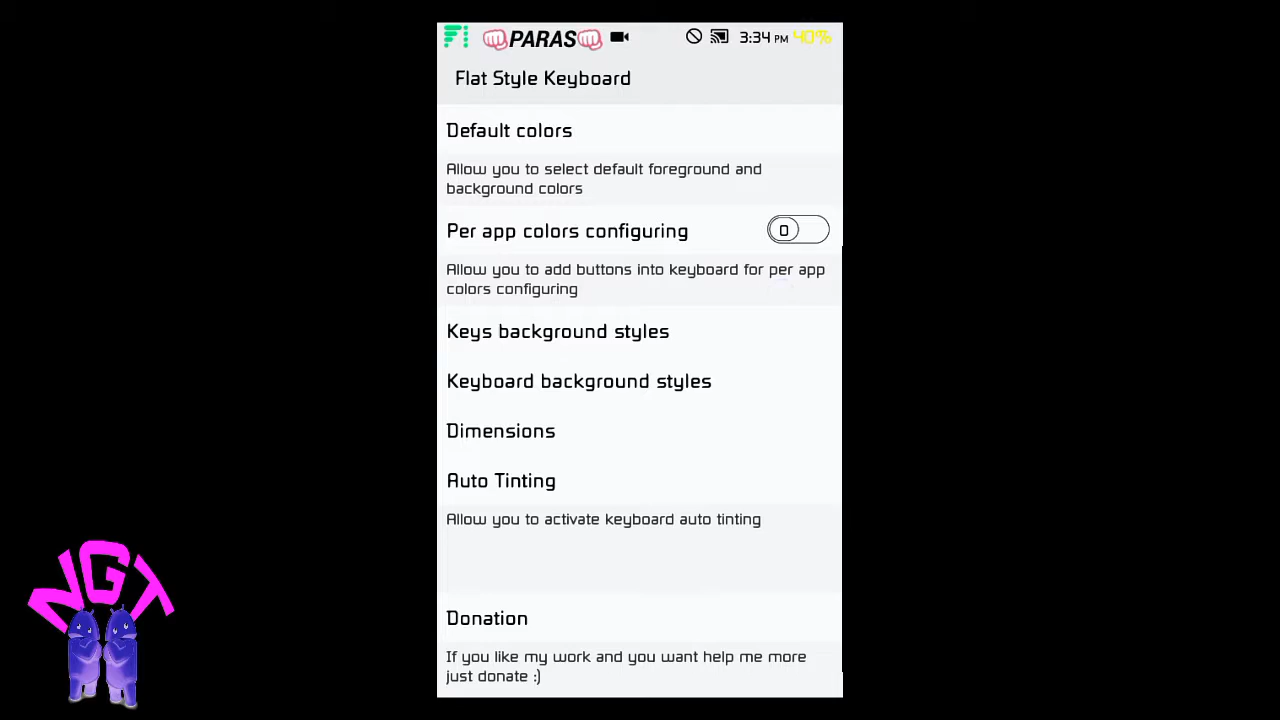 PARAS 3:34 PM 40%
Flat Style Keyboard
Default colors
Allow you to select default foreground and
background colors
Per app colors configuring
Allow you to add buttons into keyboard for per app
colors configuring
Keys background styles
Keyboard background styles
Dimensions
Auto Tinting
Allow you to activate keyboard auto tinting
Donation
If you like my work and you want help me more
just donate :)
NGT